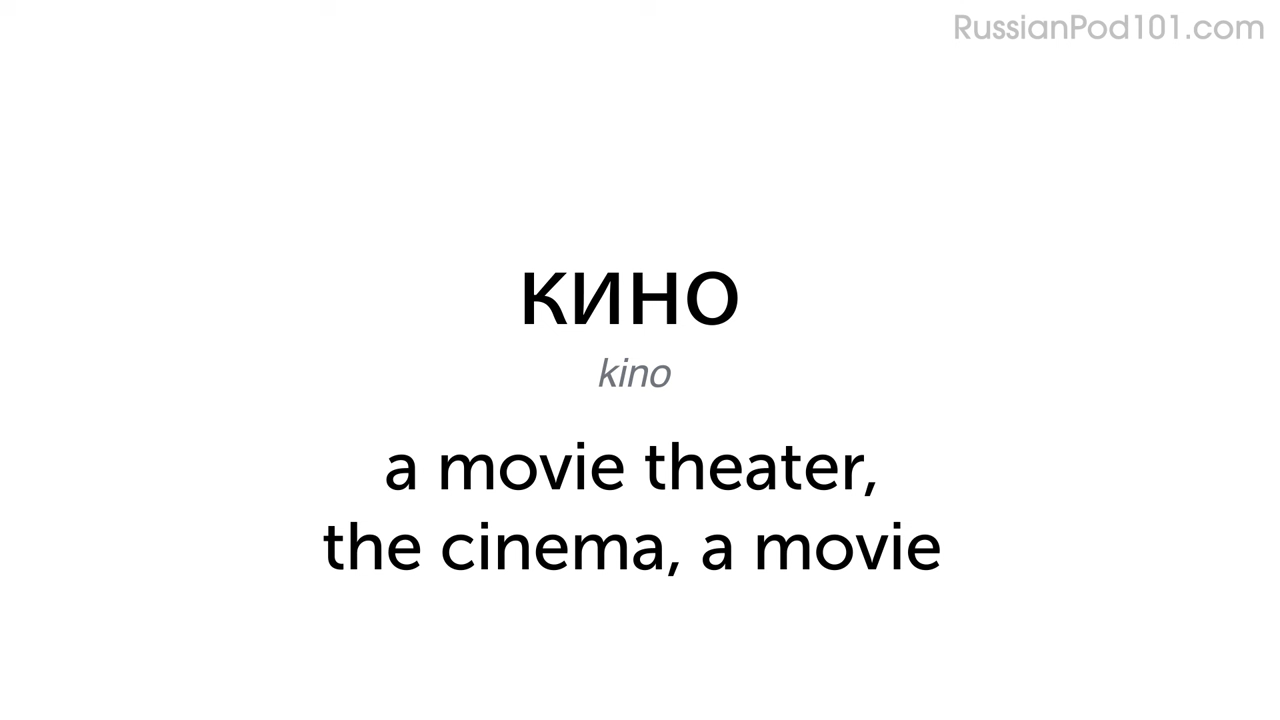 RussianPod101.com
кино
kino
a movie theater,
the cinema, a movie